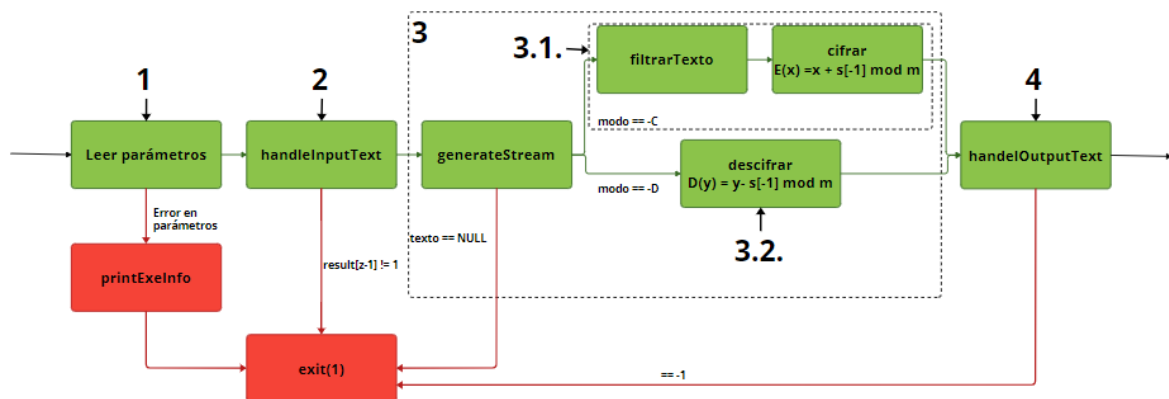 3
3.1.
filtrarTexto
cifrar
E(x) =x + s[-1] mod m
1
2
4
modo == -C
Leer parámetros
handleInputText
generateStream
handelOutputText
descifrar
D(y) = y- s[-1] mod m
modo == -D
Error en
parámetros
texto == NULL
3.2.
printExeInfo
result[z-1] != 1
exit(1)
== -1